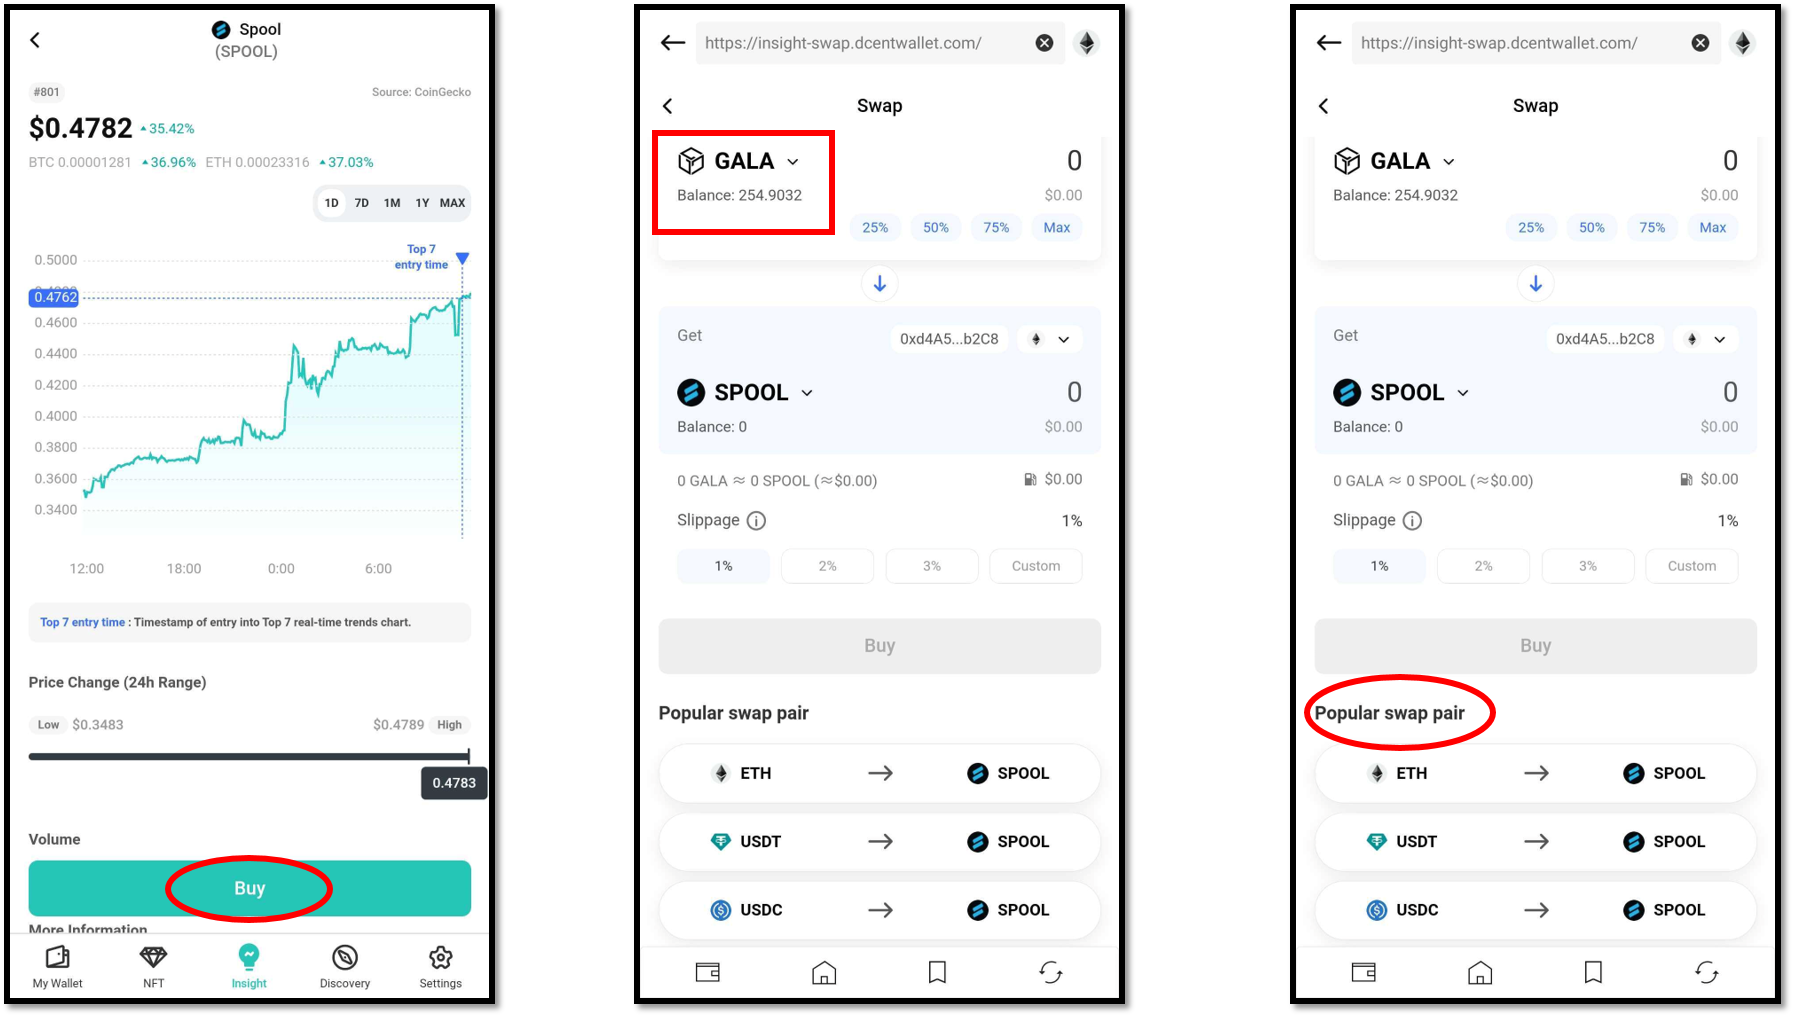 Spool
(SPOOL)
#801
Source: CoinGecko
$0.4782 35.42%
BTC 0.00001281 36.96% ETH 0.00023316 37.03%
1D 7D 1M 1Y MAX
Top 7
entry time
0.5000
0.4762
0.4600
0.4400
0.4200
0.4000
0.3800
0.3600
0.3400
12:00 18:00 0:00 6:00
Top 7 entry time : Timestamp of entry into Top 7 real-time trends chart.
Price Change (24h Range)
Low $0.3483 $0.4789 High
0.4783
Volume
Buy
More Information
My Wallet NFT Insight Discovery Settings
https://insight-swap.dcentwallet.com/
Swap
GALA 0
Balance: 254.9032 $0.00
25% 50% 75% Max
Get 0xd4A5...b2C8
SPOOL 0
Balance: 0 $0.00
0 GALA ≈ 0 SPOOL (≈$0.00) $0.00
Slippage 1%
1% 2% 3% Custom
Buy
Popular swap pair
ETH → SPOOL
USDT → SPOOL
USDC → SPOOL
https://insight-swap.dcentwallet.com/
Swap
GALA 0
Balance: 254.9032 $0.00
25% 50% 75% Max
Get 0xd4A5...b2C8
SPOOL 0
Balance: 0 $0.00
0 GALA ≈ 0 SPOOL (≈$0.00) $0.00
Slippage 1%
1% 2% 3% Custom
Buy
Popular swap pair
ETH → SPOOL
USDT → SPOOL
USDC → SPOOL